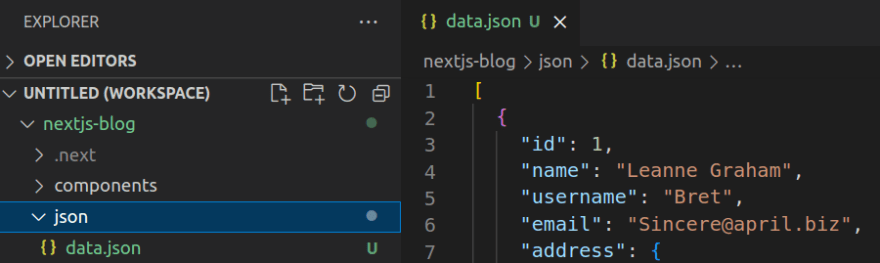 EXPLORER
OPEN EDITORS
UNTITLED (WORKSPACE)
nextjs-blog
.next
components
json
{} data.json U
{} data.json U ×
nextjs-blog > json > {} data.json > ...
1 [
2 {
3 "id": 1,
4 "name": "Leanne Graham",
5 "username": "Bret",
6 "email": "Sincere@april.biz",
7 "address": {